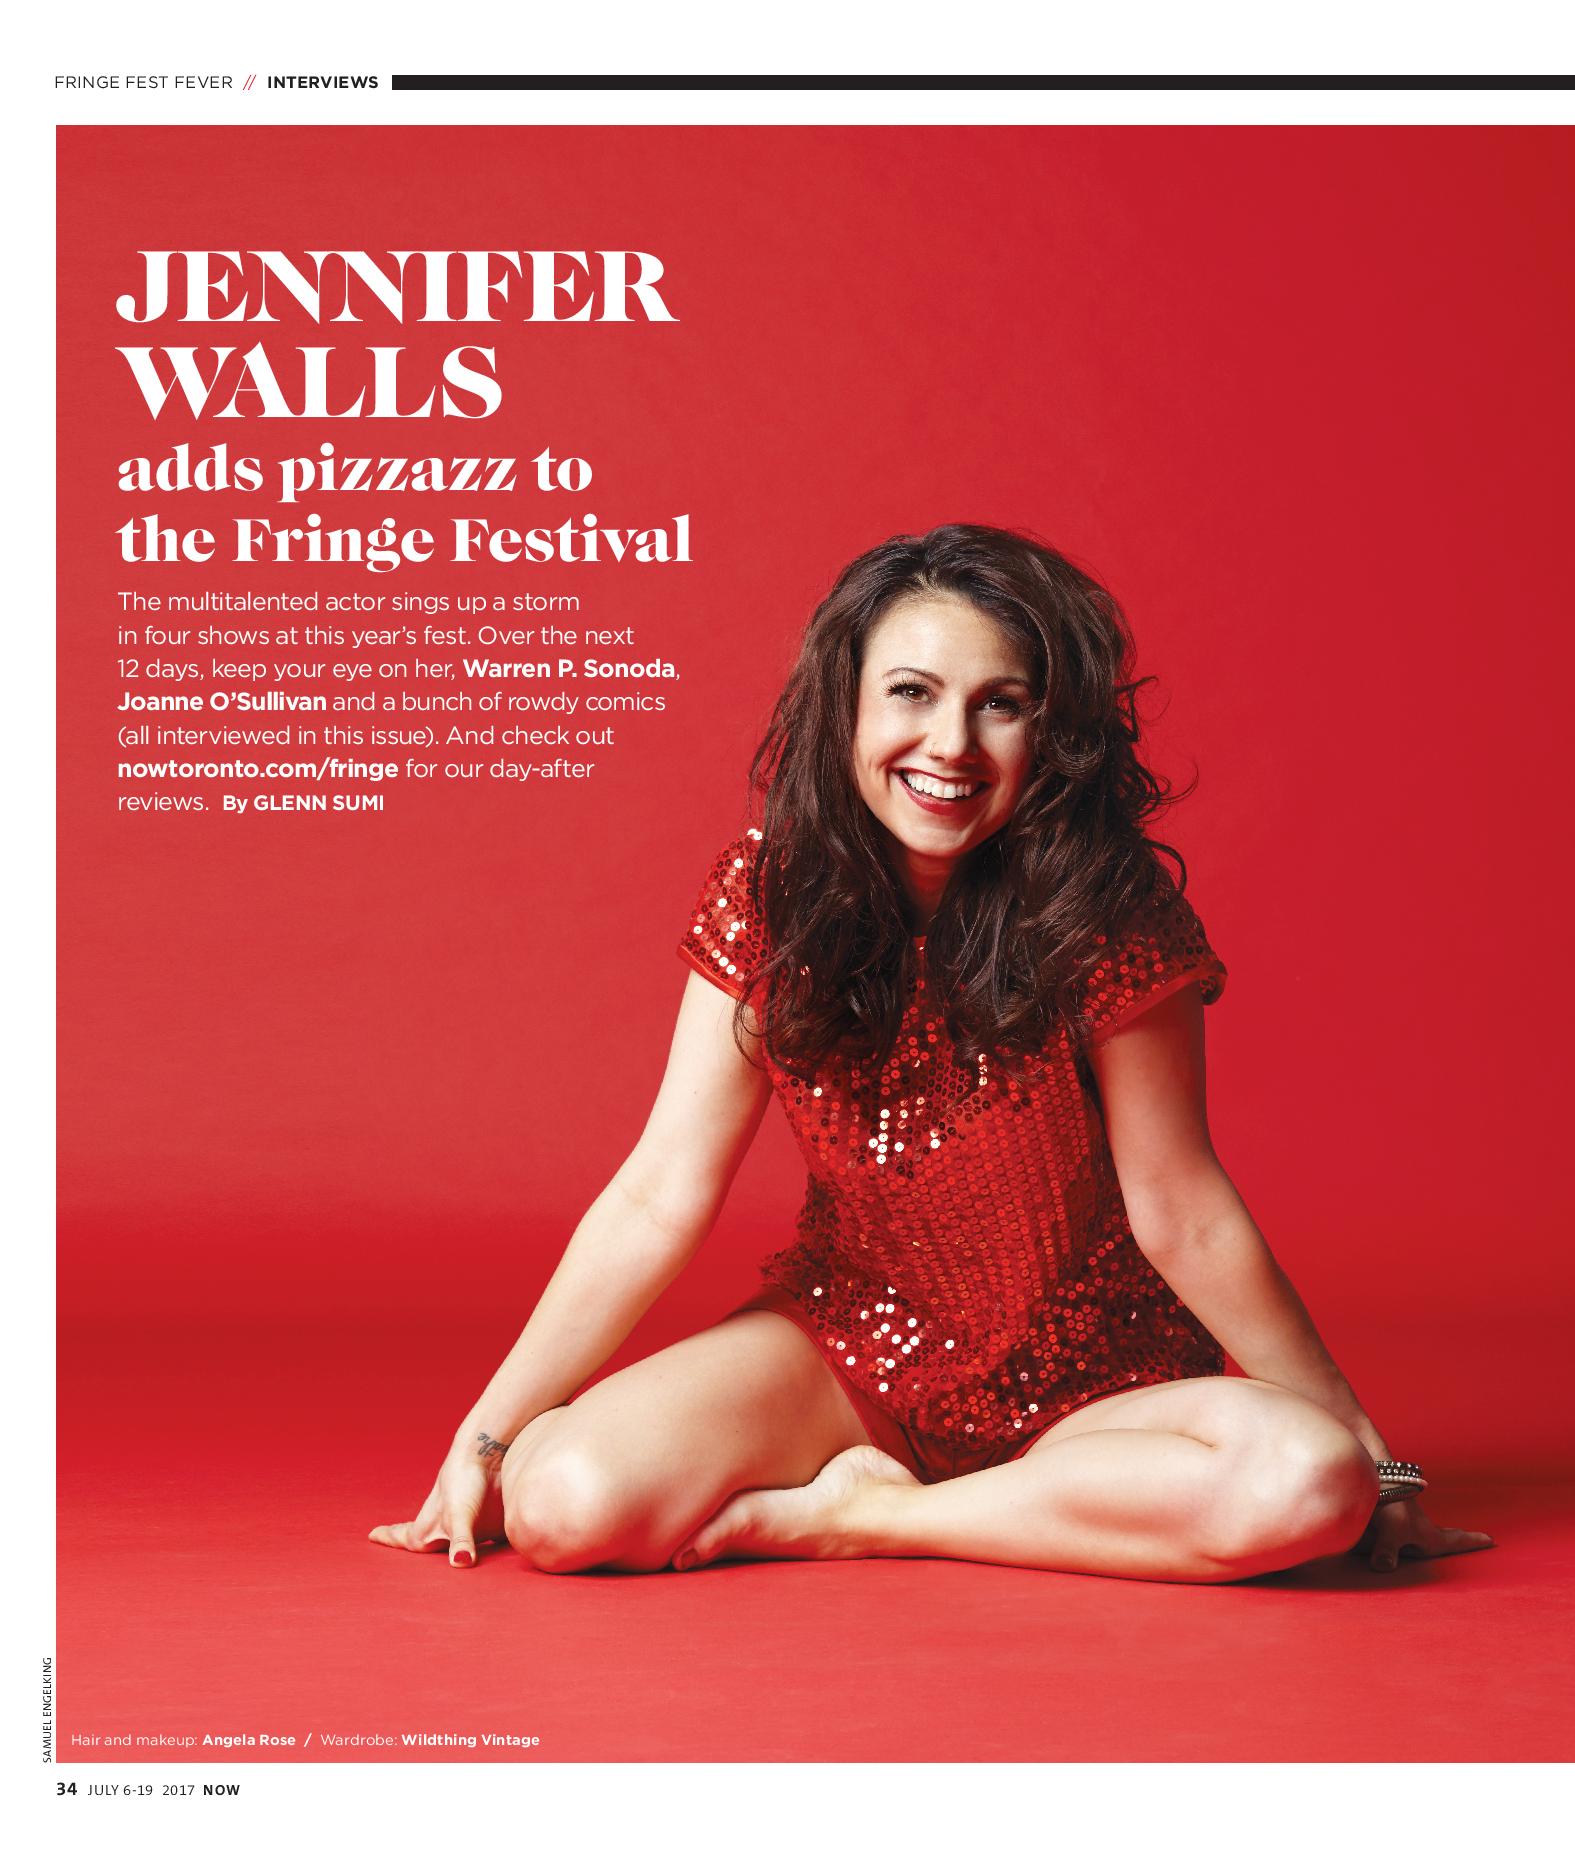 FRINGE FEST FEVER // INTERVIEWS
JENNIFER
WALLS
adds pizzazz to
the Fringe Festival
The multitalented actor sings up a storm
in four shows at this year’s fest. Over the next
12 days, keep your eye on her, Warren P. Sonoda,
Joanne O’Sullivan and a bunch of rowdy comics
(all interviewed in this issue). And check out
nowtoronto.com/fringe for our day-after
reviews. By GLENN SUMI
SAMUEL ENGELKING
Hair and makeup: Angela Rose / Wardrobe: Wildthing Vintage
34 JULY 6-19 2017 NOW